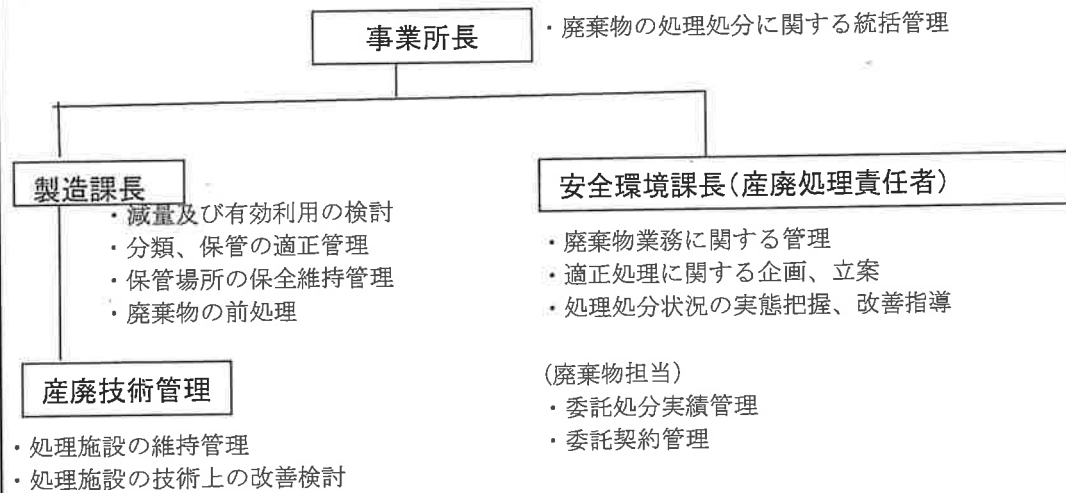 事業所長
・廃棄物の処理処分に関する統括管理
製造課長
・減量及び有効利用の検討
・分類、保管の適正管理
・保管場所の保全維持管理
・廃棄物の前処理
産廃技術管理
・処理施設の維持管理
・処理施設の技術上の改善検討
安全環境課長(産廃処理責任者)
・廃棄物業務に関する管理
・適正処理に関する企画、立案
・処理処分状況の実態把握、改善指導
(廃棄物担当)
・委託処分実績管理
・委託契約管理